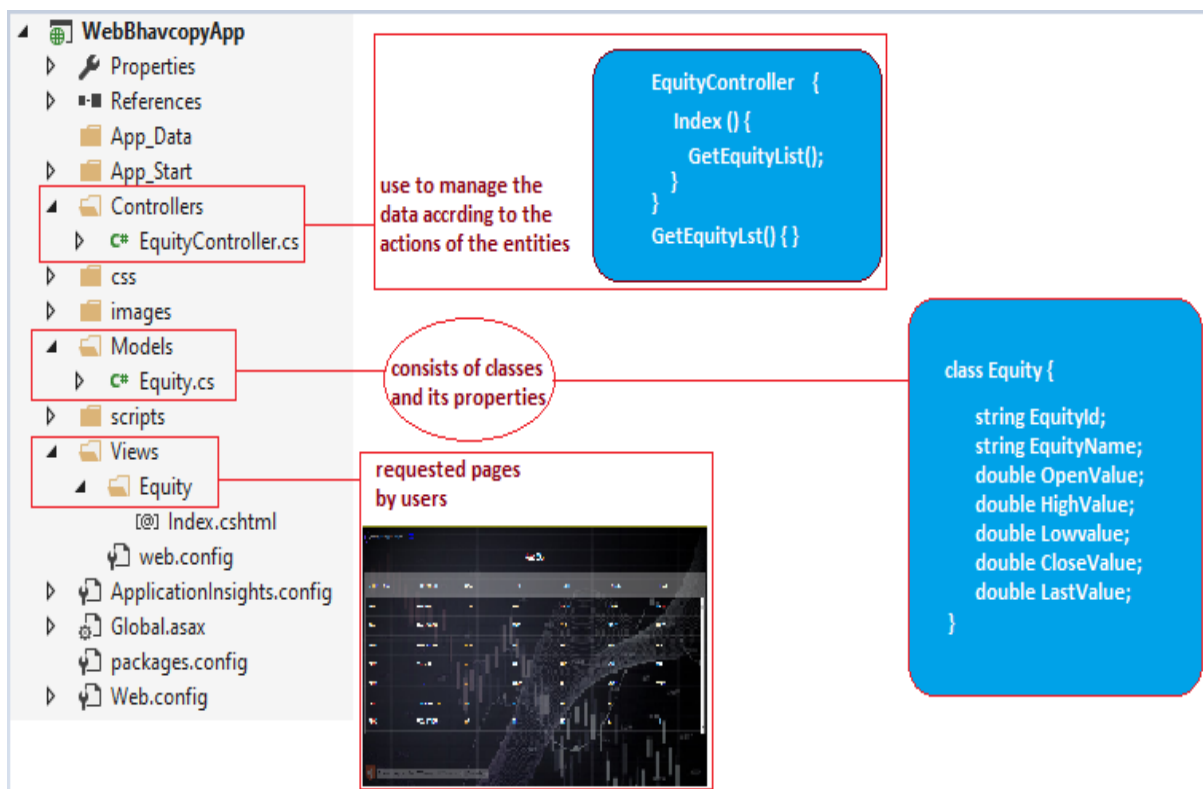 WebBhavcopyApp
Properties
References
App_Data
App_Start
Controllers
C# EquityController.cs
css
images
Models
C# Equity.cs
scripts
Views
Equity
[@] Index.cshtml
web.config
ApplicationInsights.config
Global.asax
packages.config
Web.config
use to manage the
data accrding to the
actions of the entities
EquityController {
Index () {
GetEquityList();
}
}
GetEquityLst() { }
consists of classes
and its properties
class Equity {
string EquityId;
string EquityName;
double OpenValue;
double HighValue;
double Lowvalue;
double CloseValue;
double LastValue;
}
requested pages
by users